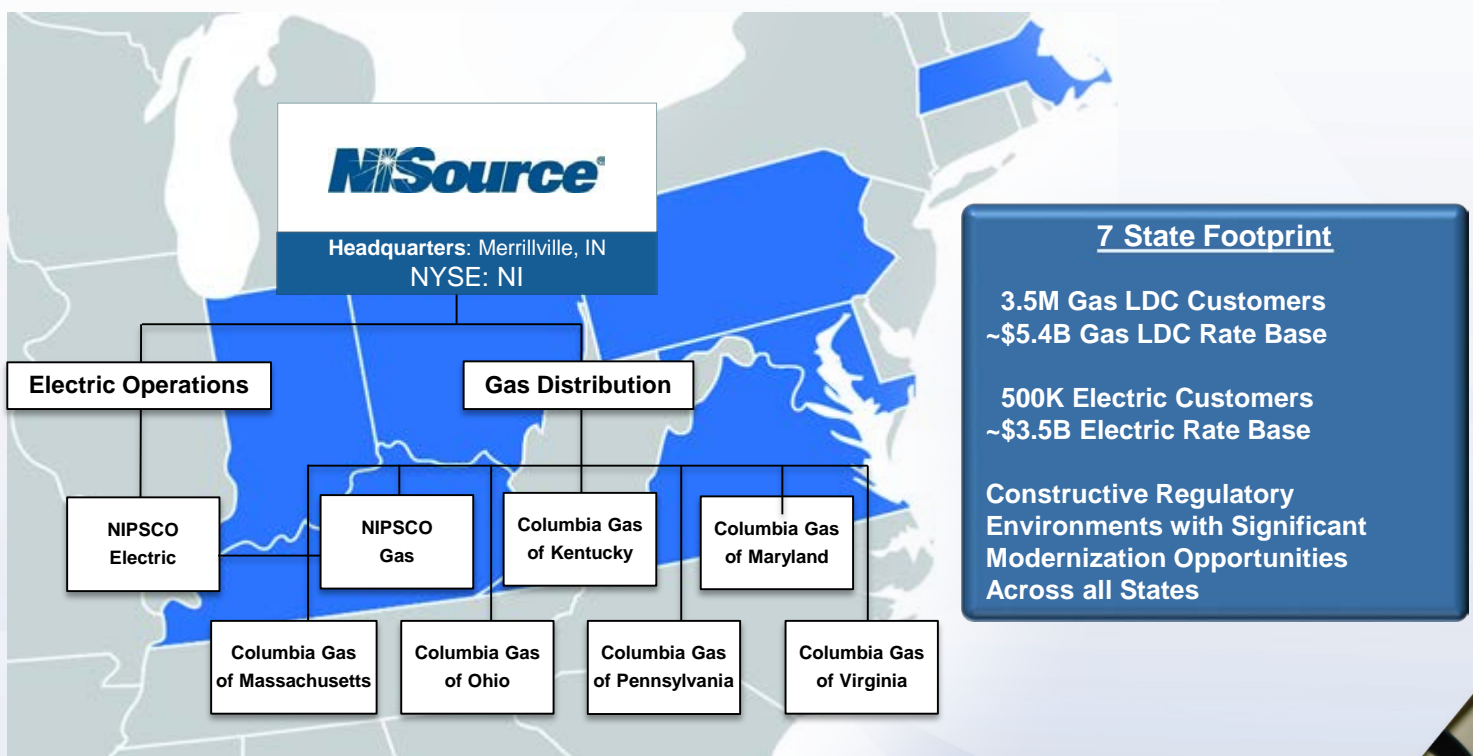 NiSource®
Headquarters: Merrillville, IN
NYSE: NI
7 State Footprint
3.5M Gas LDC Customers
~$5.4B Gas LDC Rate Base
500K Electric Customers
~$3.5B Electric Rate Base
Constructive Regulatory
Environments with Significant
Modernization Opportunities
Across all States
Electric Operations
Gas Distribution
NIPSCO
Electric
NIPSCO
Gas
Columbia Gas
of Kentucky
Columbia Gas
of Maryland
Columbia Gas
of Massachusetts
Columbia Gas
of Ohio
Columbia Gas
of Pennsylvania
Columbia Gas
of Virginia